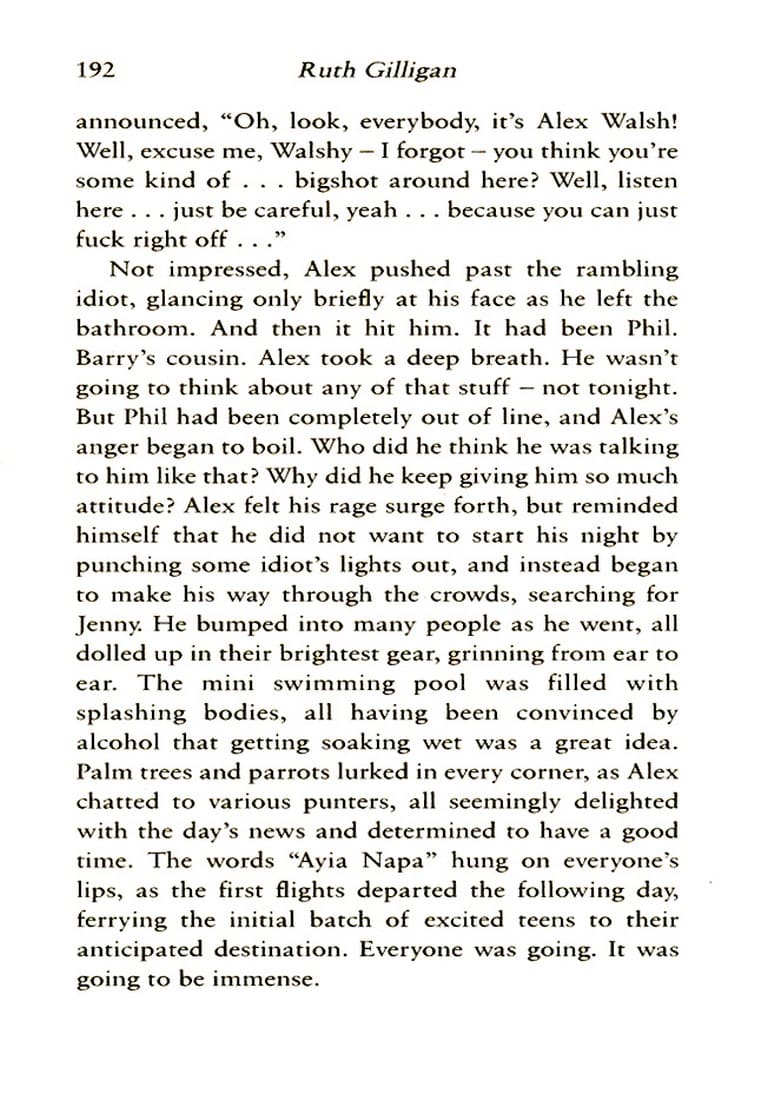 192 Ruth Gilligan
announced, “Oh, look, everybody, it’s Alex Walsh!
Well, excuse me, Walshy – I forgot – you think you’re
some kind of . . . bigshot around here? Well, listen
here . . . just be careful, yeah . . . because you can just
fuck right off . . .”
Not impressed, Alex pushed past the rambling
idiot, glancing only briefly at his face as he left the
bathroom. And then it hit him. It had been Phil.
Barry’s cousin. Alex took a deep breath. He wasn’t
going to think about any of that stuff – not tonight.
But Phil had been completely out of line, and Alex’s
anger began to boil. Who did he think he was talking
to him like that? Why did he keep giving him so much
attitude? Alex felt his rage surge forth, but reminded
himself that he did not want to start his night by
punching some idiot’s lights out, and instead began
to make his way through the crowds, searching for
Jenny. He bumped into many people as he went, all
dolled up in their brightest gear, grinning from ear to
ear. The mini swimming pool was filled with
splashing bodies, all having been convinced by
alcohol that getting soaking wet was a great idea.
Palm trees and parrots lurked in every corner, as Alex
chatted to various punters, all seemingly delighted
with the day’s news and determined to have a good
time. The words “Ayia Napa” hung on everyone’s
lips, as the first flights departed the following day,
ferrying the initial batch of excited teens to their
anticipated destination. Everyone was going. It was
going to be immense.